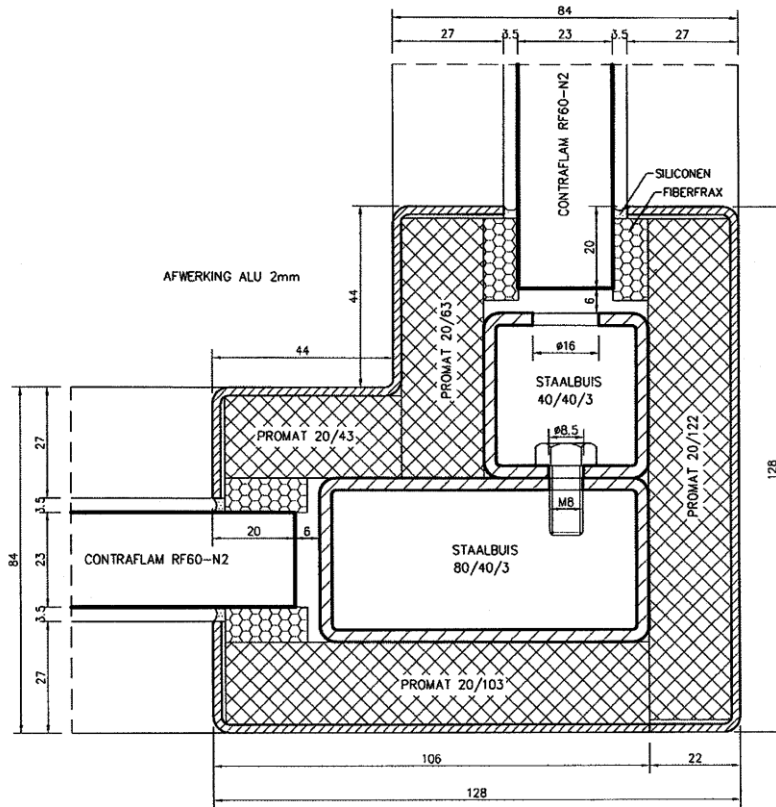 84
27 3.5 23 3.5 27
CONTRAFLAM RF60-N2
SILICONEN
FIBERFRAX
AFWERKING ALU 2mm
44
20
6
44
PROMAT 20/63
ø16
STAALBUIS
40/40/3
PROMAT 20/43
ø8.5
PROMAT 20/122
128
27
3.5
M8
84
23
20 6
CONTRAFLAM RF60-N2
STAALBUIS
80/40/3
3.5
27
PROMAT 20/103
106 22
128